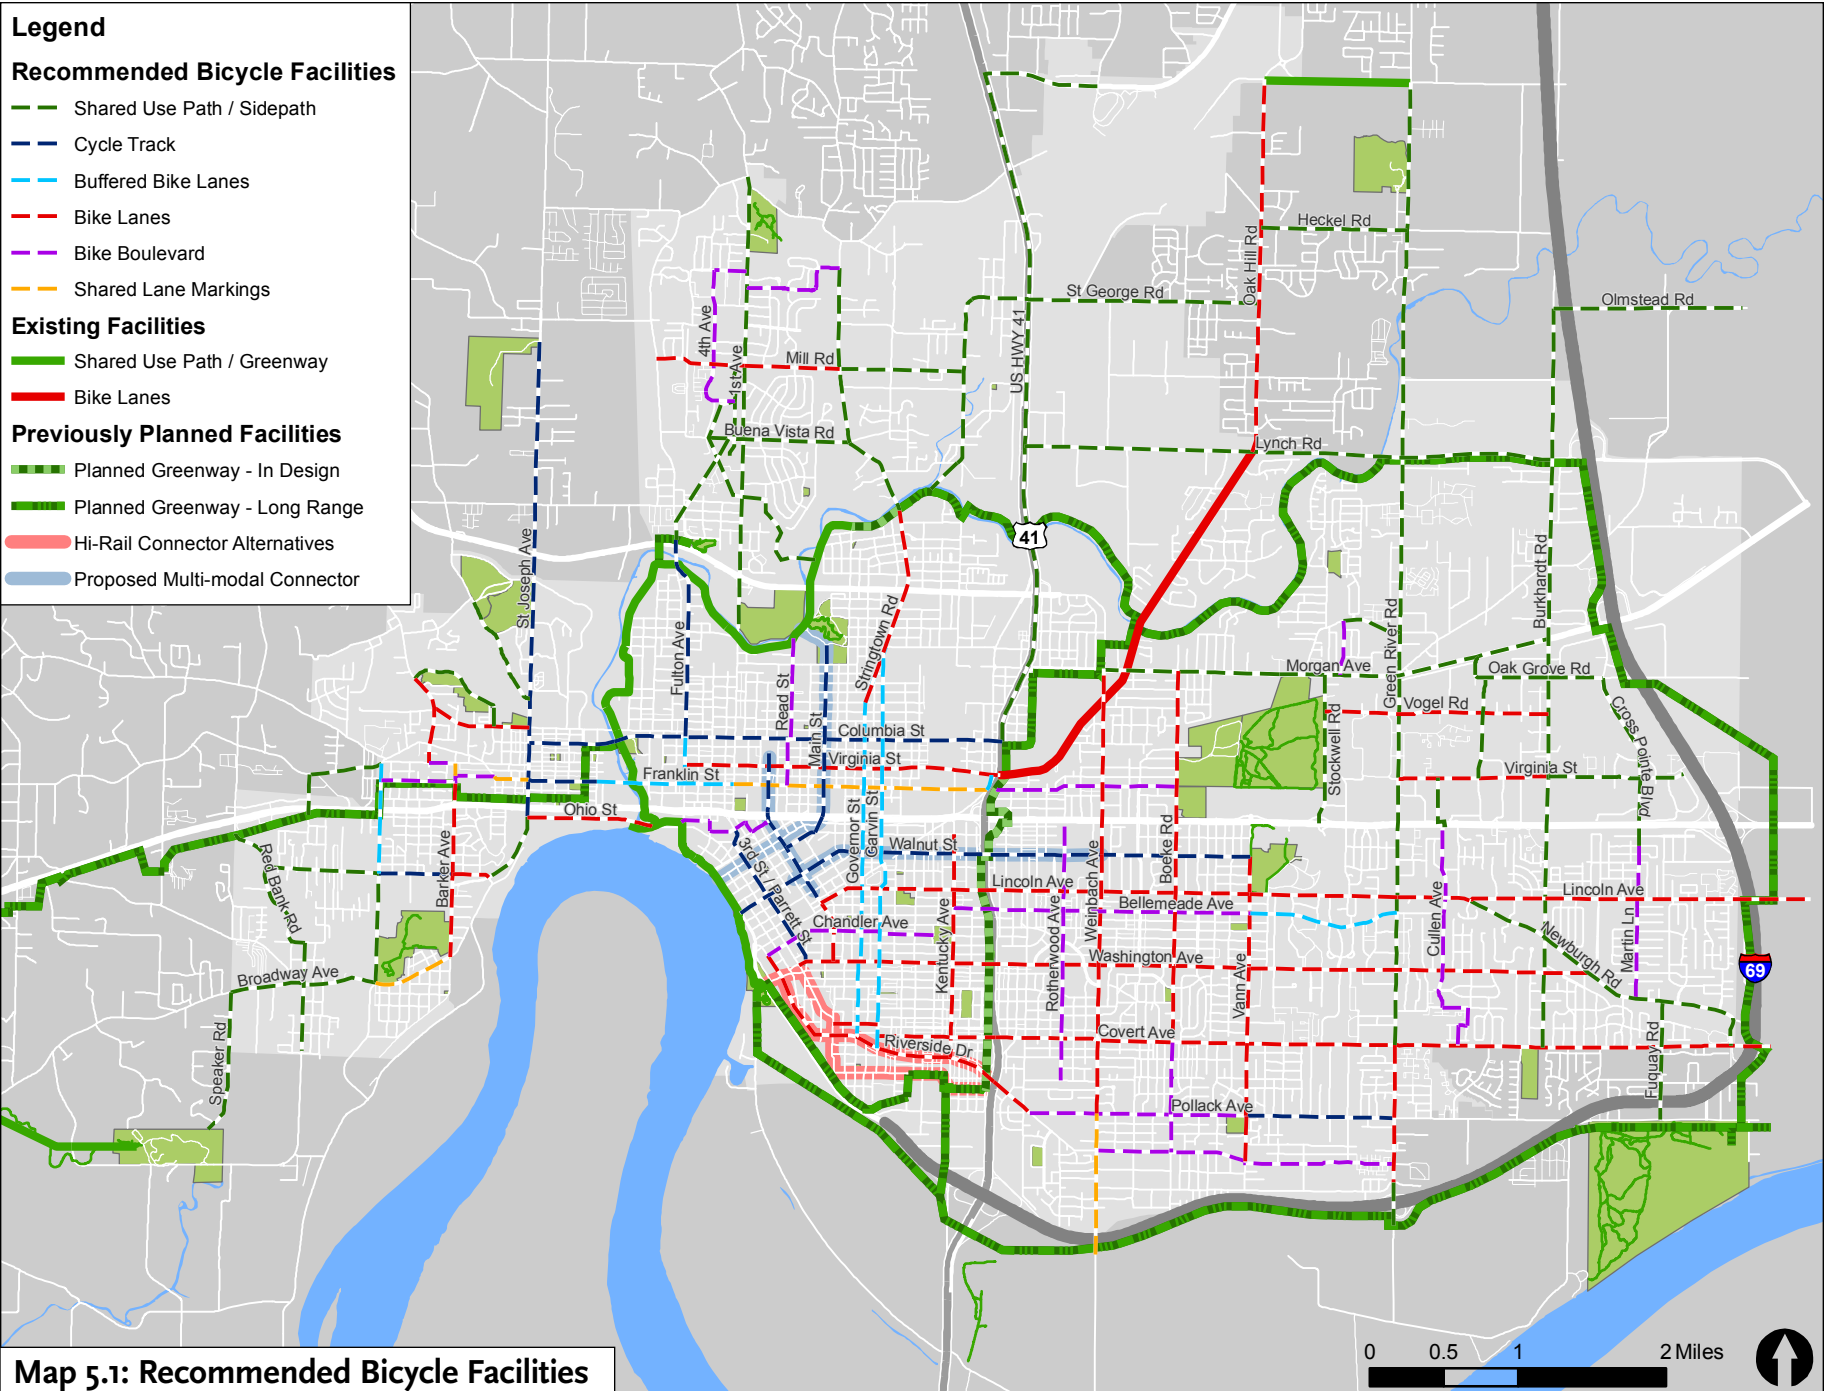 Legend
Recommended Bicycle Facilities
Shared Use Path / Sidepath
Cycle Track
Buffered Bike Lanes
Bike Lanes
Bike Boulevard
Shared Lane Markings
Existing Facilities
Shared Use Path / Greenway
Bike Lanes
Previously Planned Facilities
Planned Greenway - In Design
Planned Greenway - Long Range
Hi-Rail Connector Alternatives
Proposed Multi-modal Connector
Heckel Rd
Oak Hill Rd
St George Rd
Olmstead Rd
US HWY 41
4th Ave
1st Ave
Mill Rd
Buena Vista Rd
Lynch Rd
41
St Joseph Ave
Burkhardt Rd
Fulton Ave
Stringtown Rd
Green River Rd
Morgan Ave
Oak Grove Rd
Read St
Main St
Vogel Rd
Stockwell Rd
Cross Pointe Blvd
Columbia St
Virginia St
Franklin St
Virginia St
Ohio St
Governor St
Garvin St
Walnut St
Boeke Rd
Weinbach Ave
Red Bank Rd
Barker Ave
3rd St / Parrett St
Lincoln Ave
Lincoln Ave
Bellemeade Ave
Chandler Ave
Kentucky Ave
Rotherwood Ave
Cullen Ave
Martin Ln
Newburgh Rd
Washington Ave
Vann Ave
69
Broadway Ave
Speaker Rd
Covert Ave
Riverside Dr
Fuquay Rd
Pollack Ave
0 0.5 1 2 Miles
Map 5.1: Recommended Bicycle Facilities